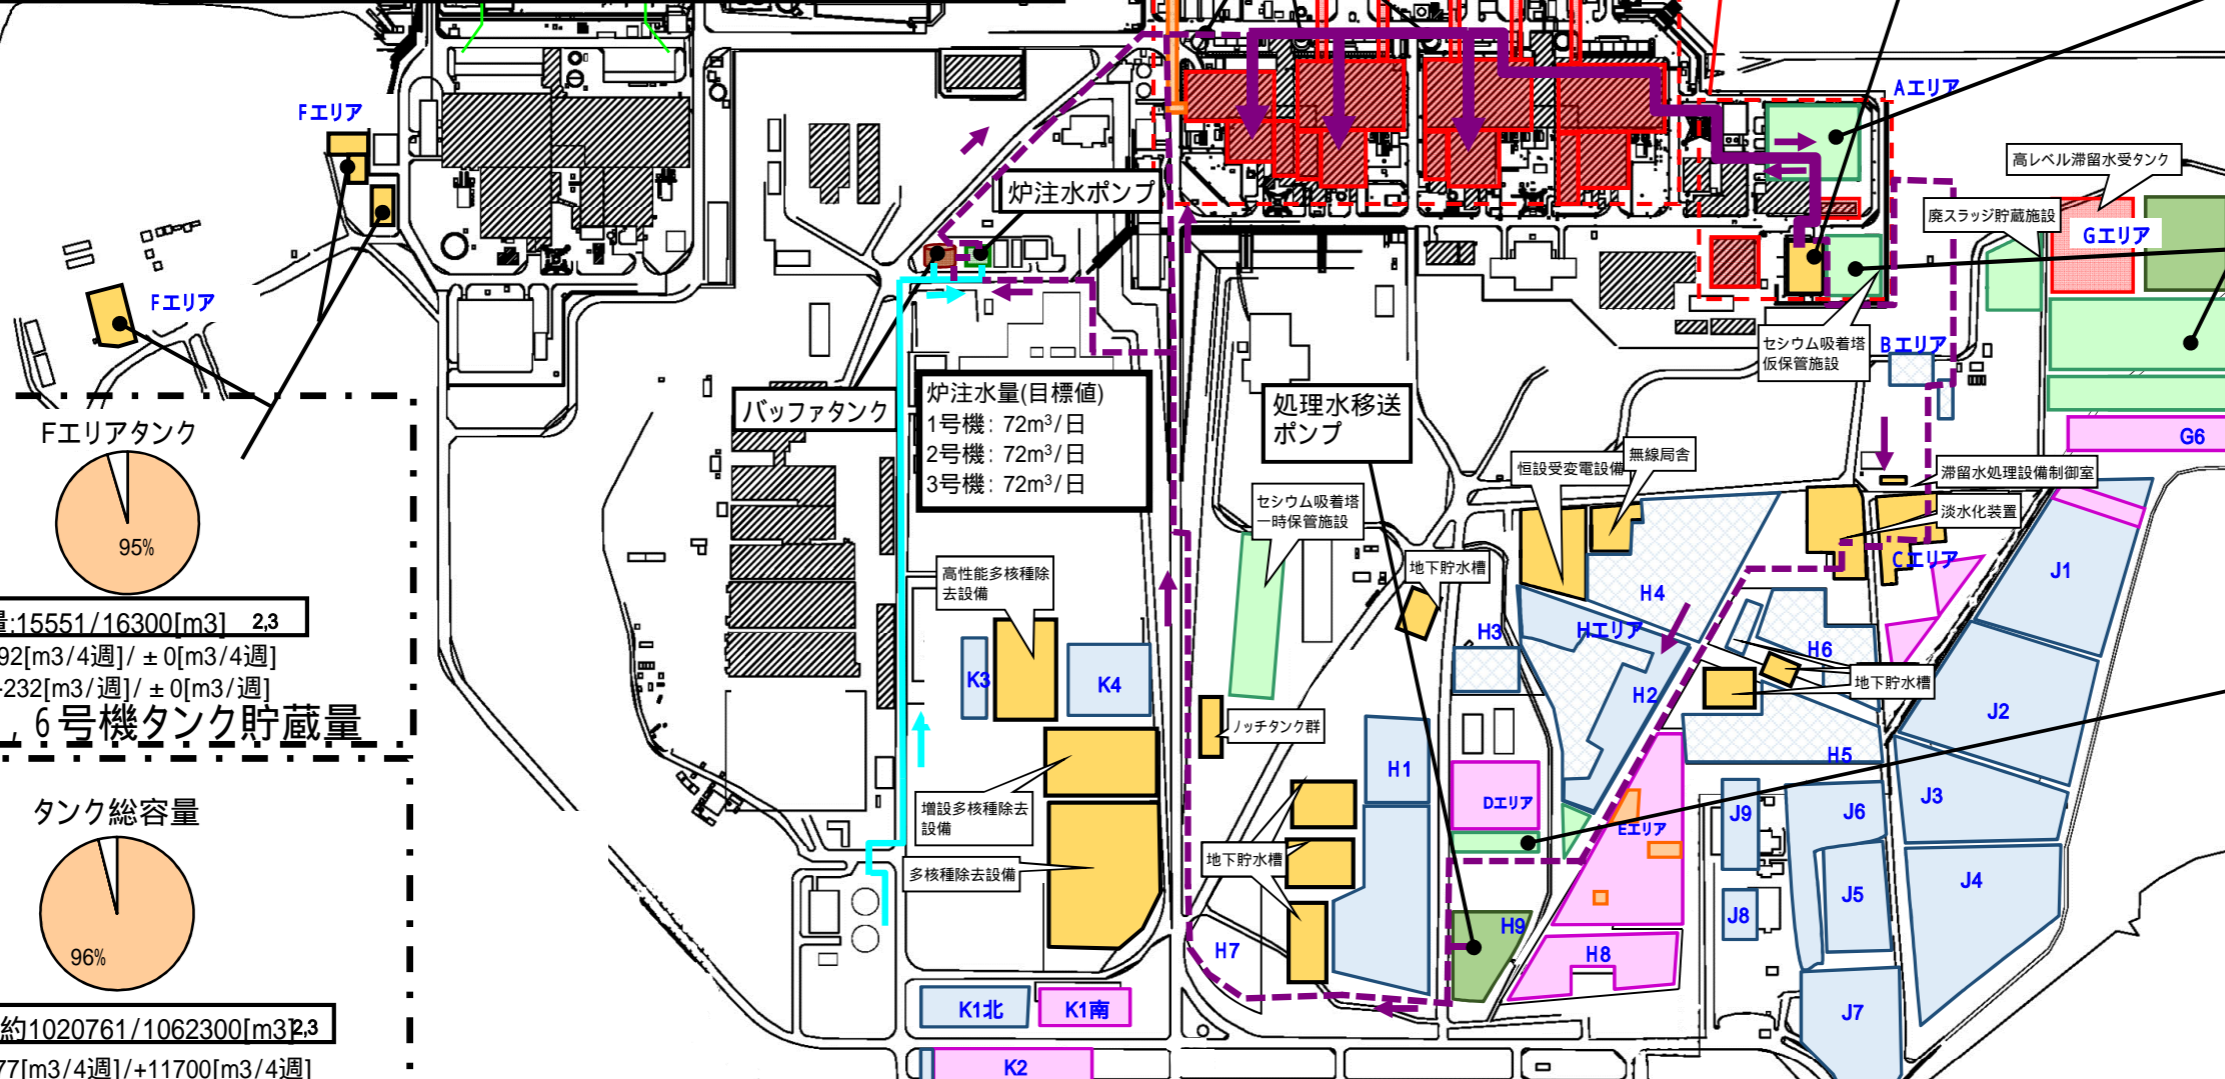 Aエリア
Fエリア
高レベル滞留水受タンク
炉注水ポンプ
廃スラッジ貯蔵施設
Gエリア
Fエリア
セシウム吸着塔
仮保管施設
Bエリア
炉注水量(目標値)
1号機: 72m³/日
2号機: 72m³/日
3号機: 72m³/日
バッファタンク
処理水移送
ポンプ
Fエリアタンク
95%
G6
恒設受変電設備
無線局舎
滞留水処理設備制御室
セシウム吸着塔
一時保管施設
淡水化装置
Cエリア
地下貯水槽
高性能多核種除
去設備
J1
H4
H3
Hエリア
:15551/16300[m3] 2,3
92[m3/4週]/ ±0[m3/4週]
-232[m3/週]/ ±0[m3/週]
, 6号機タンク貯蔵量
H6
K3
K4
地下貯水槽
H2
J2
ノッチタンク群
H5
H1
タンク総容量
96%
増設多核種除去
設備
Dエリア
Eエリア
J9
J6
J3
地下貯水槽
多核種除去設備
J5
J4
J8
H9
H7
H8
K1北
K1南
J7
約1020761/1062300[m3]2,3
77[m3/4週]/+11700[m3/4週]
K2